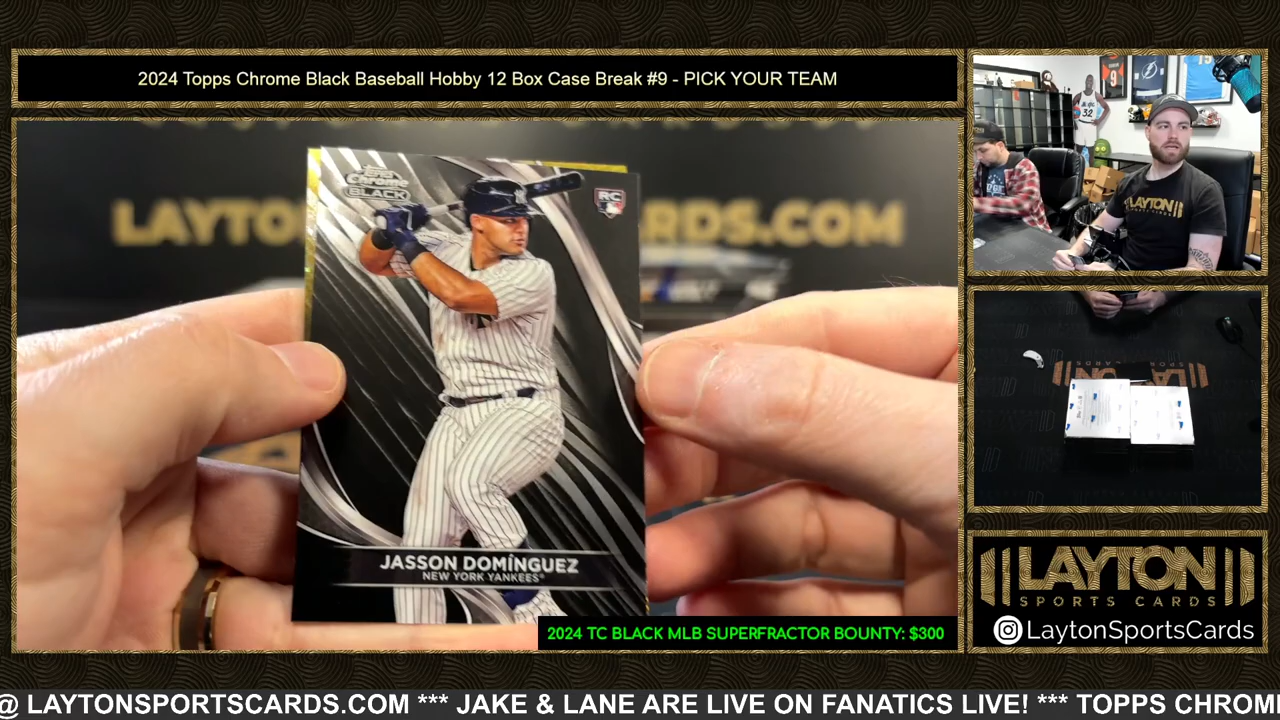 2024 Topps Chrome Black Baseball Hobby 12 Box Case Break #9 - PICK YOUR TEAM
Topps
Chrome
BLACK
RC
JASSON DOMÍNGUEZ
NEW YORK YANKEES
2024 TC BLACK MLB SUPERFRACTOR BOUNTY: $300
LAYTON
32
LAYTON
SPORTS CARDS
LaytonSportsCards
@ LAYTONSPORTSCARDS.COM *** JAKE & LANE ARE LIVE ON FANATICS LIVE! *** TOPPS CHROM